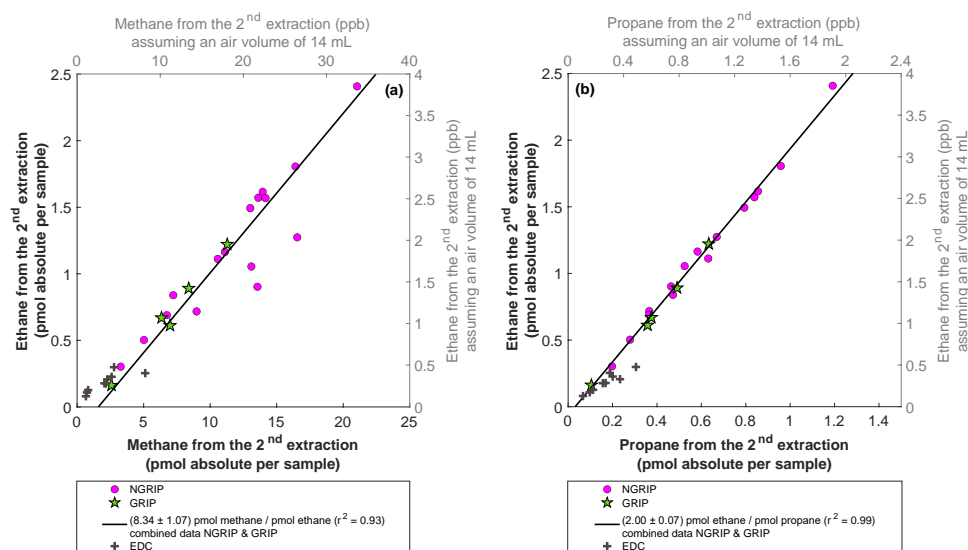 Methane from the 2nd extraction (ppb)
assuming an air volume of 14 mL
0 10 20 30 40
2.5
2
1.5
1
0.5
0
Ethane from the 2nd extraction
(pmol absolute per sample)
(a)
4
3.5
3
2.5
2
1.5
1
0.5
0
Ethane from the 2nd extraction (ppb)
assuming an air volume of 14 mL
0 5 10 15 20 25
Methane from the 2nd extraction
(pmol absolute per sample)
NGRIP
GRIP
(8.34 ± 1.07) pmol methane / pmol ethane (r2 = 0.93)
combined data NGRIP & GRIP
EDC
Propane from the 2nd extraction (ppb)
assuming an air volume of 14 mL
0 0.4 0.8 1.2 1.6 2 2.4
2.5
2
1.5
1
0.5
0
Ethane from the 2nd extraction
(pmol absolute per sample)
(b)
4
3.5
3
2.5
2
1.5
1
0.5
0
Ethane from the 2nd extraction (ppb)
assuming an air volume of 14 mL
0 0.2 0.4 0.6 0.8 1 1.2 1.4
Propane from the 2nd extraction
(pmol absolute per sample)
NGRIP
GRIP
(2.00 ± 0.07) pmol ethane / pmol propane (r2 = 0.99)
combined data NGRIP & GRIP
EDC